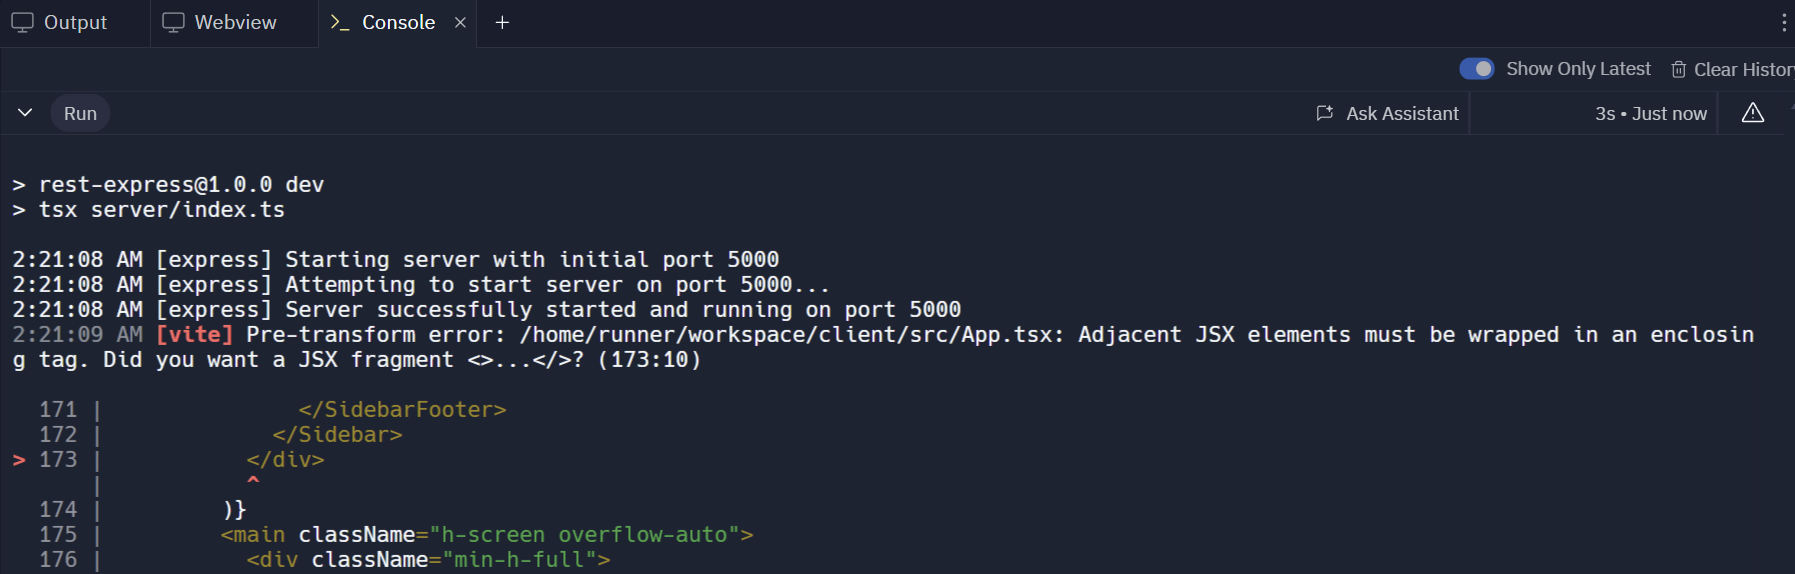 Output Webview >_ Console × +
Show Only Latest Clear Histor
Run Ask Assistant 3s • Just now
> rest-express@1.0.0 dev
> tsx server/index.ts
2:21:08 AM [express] Starting server with initial port 5000
2:21:08 AM [express] Attempting to start server on port 5000...
2:21:08 AM [express] Server successfully started and running on port 5000
2:21:09 AM [vite] Pre-transform error: /home/runner/workspace/client/src/App.tsx: Adjacent JSX elements must be wrapped in an enclosin
g tag. Did you want a JSX fragment <>...</>? (173:10)
171 |               </SidebarFooter>
172 |             </Sidebar>
> 173 |           </div>
|           ^
174 |         )}
175 |         <main className="h-screen overflow-auto">
176 |           <div className="min-h-full">